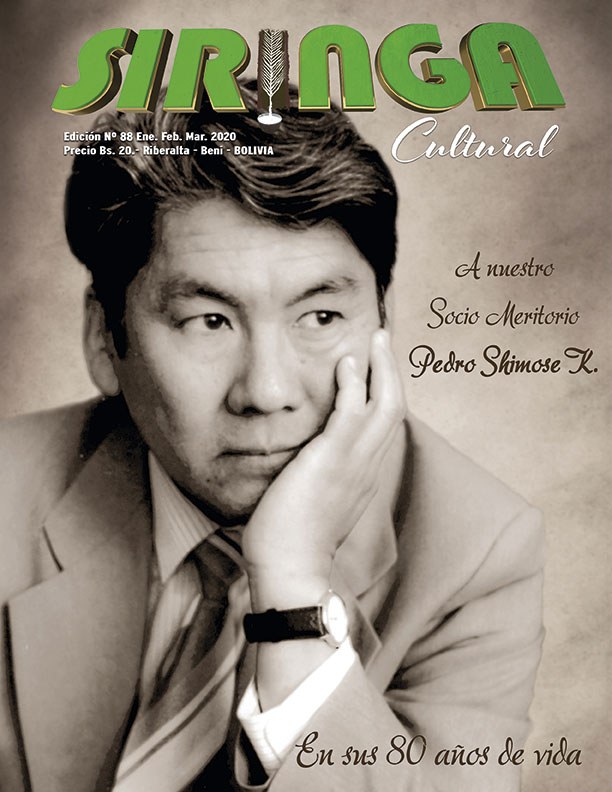 SIRINGA
Cultural
Edición Nº 88 Ene. Feb. Mar. 2020
Precio Bs. 20.- Riberalta - Beni - BOLIVIA
A nuestro
Socio Meritorio
Pedro Shimose K.
En sus 80 años de vida